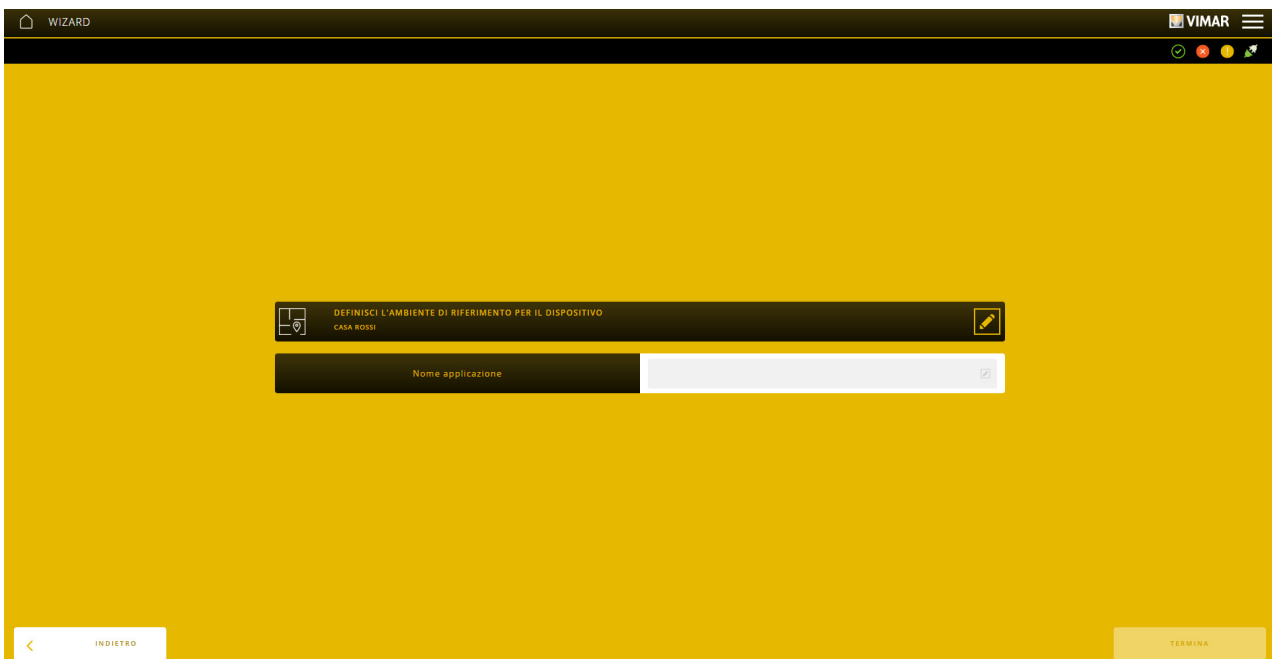 WIZARD
VIMAR
DEFINISCI L'AMBIENTE DI RIFERIMENTO PER IL DISPOSITIVO
CASA ROSSI
Nome applicazione
INDIETRO
TERMINA